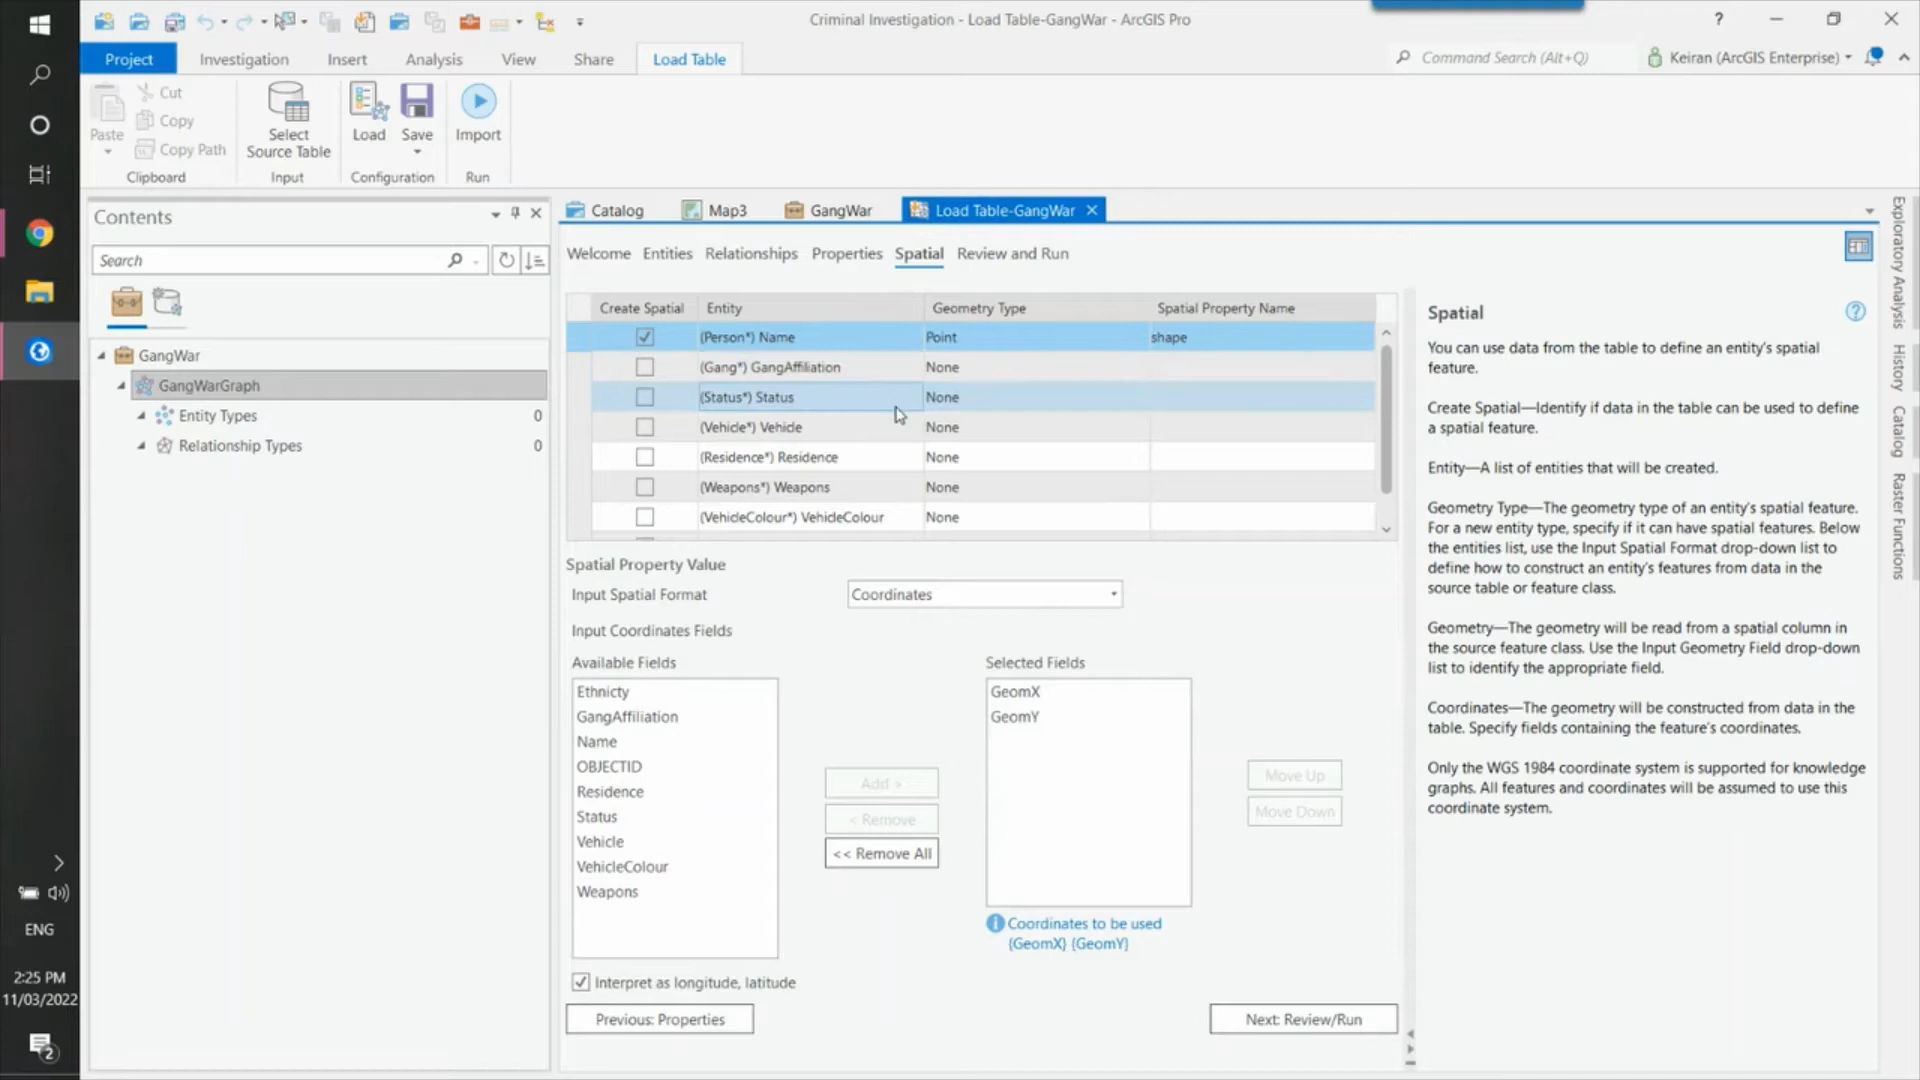 Criminal Investigation - Load Table-GangWar - ArcGIS Pro
?
Project
Investigation
Insert
Analysis
View
Share
Load Table
Command Search (Alt+Q)
Keiran (ArcGIS Enterprise)
Paste
Cut
Copy
Copy Path
Clipboard
Select
Source Table
Input
Load
Save
Configuration
Import
Run
Contents
Search
GangWar
GangWarGraph
Entity Types 0
Relationship Types 0
Catalog
Map3
GangWar
Load Table-GangWar
Welcome
Entities
Relationships
Properties
Spatial
Review and Run
Create Spatial Entity Geometry Type Spatial Property Name
(Person*) Name Point shape
(Gang*) GangAffiliation None
(Status*) Status None
(Vehicle*) Vehicle None
(Residence*) Residence None
(Weapons*) Weapons None
(VehicleColour*) VehicleColour None
Spatial Property Value
Input Spatial Format Coordinates
Input Coordinates Fields
Available Fields
Ethnicty
GangAffiliation
Name
OBJECTID
Residence
Status
Vehicle
VehicleColour
Weapons
Add >
< Remove
<< Remove All
Selected Fields
GeomX
GeomY
Move Up
Move Down
Coordinates to be used
{GeomX} {GeomY}
Interpret as longitude, latitude
Previous: Properties
Next: Review/Run
Spatial
?
You can use data from the table to define an entity's spatial
feature.
Create Spatial—Identify if data in the table can be used to define
a spatial feature.
Entity—A list of entities that will be created.
Geometry Type—The geometry type of an entity's spatial feature.
For a new entity type, specify if it can have spatial features. Below
the entities list, use the Input Spatial Format drop-down list to
define how to construct an entity's features from data in the
source table or feature class.
Geometry—The geometry will be read from a spatial column in
the source feature class. Use the Input Geometry Field drop-down
list to identify the appropriate field.
Coordinates—The geometry will be constructed from data in the
table. Specify fields containing the feature's coordinates.
Only the WGS 1984 coordinate system is supported for knowledge
graphs. All features and coordinates will be assumed to use this
coordinate system.
Exploratory Analysis
History
Catalog
Raster Functions
ENG
2:25 PM
11/03/2022
2